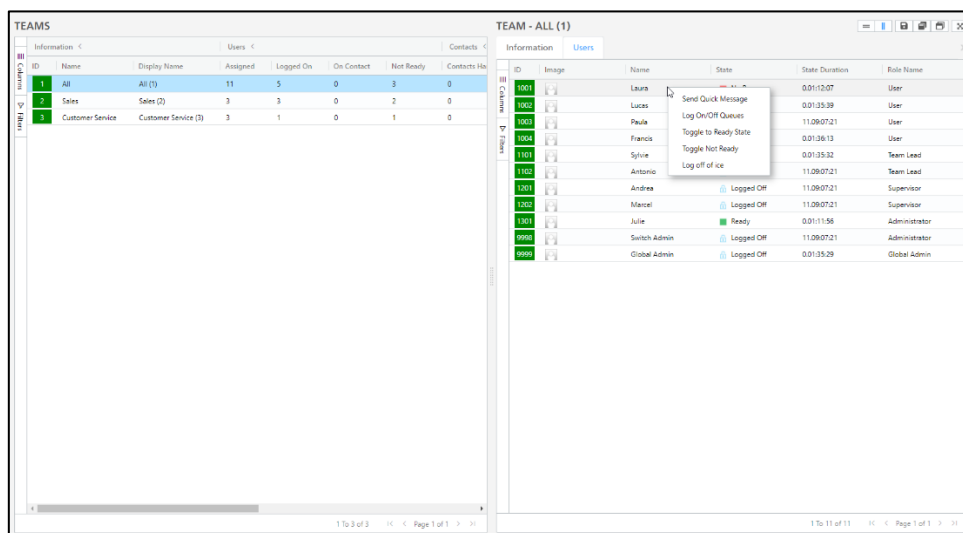 TEAMS
Information <
Users <
Contacts <
ID Name Display Name Assigned Logged On On Contact Not Ready Contacts Ha
1 All All (1) 11 5 0 3 0
2 Sales Sales (2) 3 3 0 2 0
3 Customer Service Customer Service (3) 3 1 0 1 0
Columns
Filters
1 To 3 of 3 Page 1 of 1
TEAM - ALL (1)
Information Users
ID Image Name State State Duration Role Name
1001 Laura 0.01:12:07 User
1002 Lucas 0.01:35:39 User
1003 Paula 11.09:07:21 User
1004 Francis 0.01:36:13 User
1101 Sylvie 0.01:35:32 Team Lead
1102 Antonio 11.09:07:21 Team Lead
1201 Andrea Logged Off 11.09:07:21 Supervisor
1202 Marcel Logged Off 11.09:07:21 Supervisor
1301 Julie Ready 0.01:11:56 Administrator
9998 Switch Admin Logged Off 11.09:07:21 Administrator
9999 Global Admin Logged Off 0.01:35:29 Global Admin
Send Quick Message
Log On/Off Queues
Toggle to Ready State
Toggle Not Ready
Log off of ice
Columns
Filters
1 To 11 of 11 Page 1 of 1